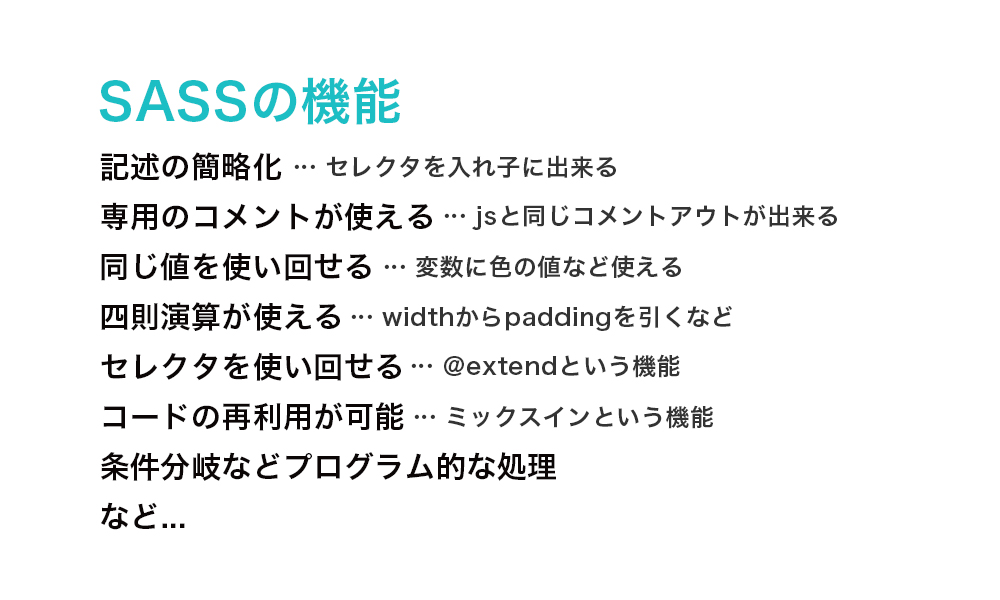 SASSの機能
記述の簡略化 … セレクタを入れ子に出来る
専用のコメントが使える … jsと同じコメントアウトが出来る
同じ値を使い回せる … 変数に色の値など使える
四則演算が使える … widthからpaddingを引くなど
セレクタを使い回せる … @extendという機能
コードの再利用が可能 … ミックスインという機能
条件分岐などプログラム的な処理
など...